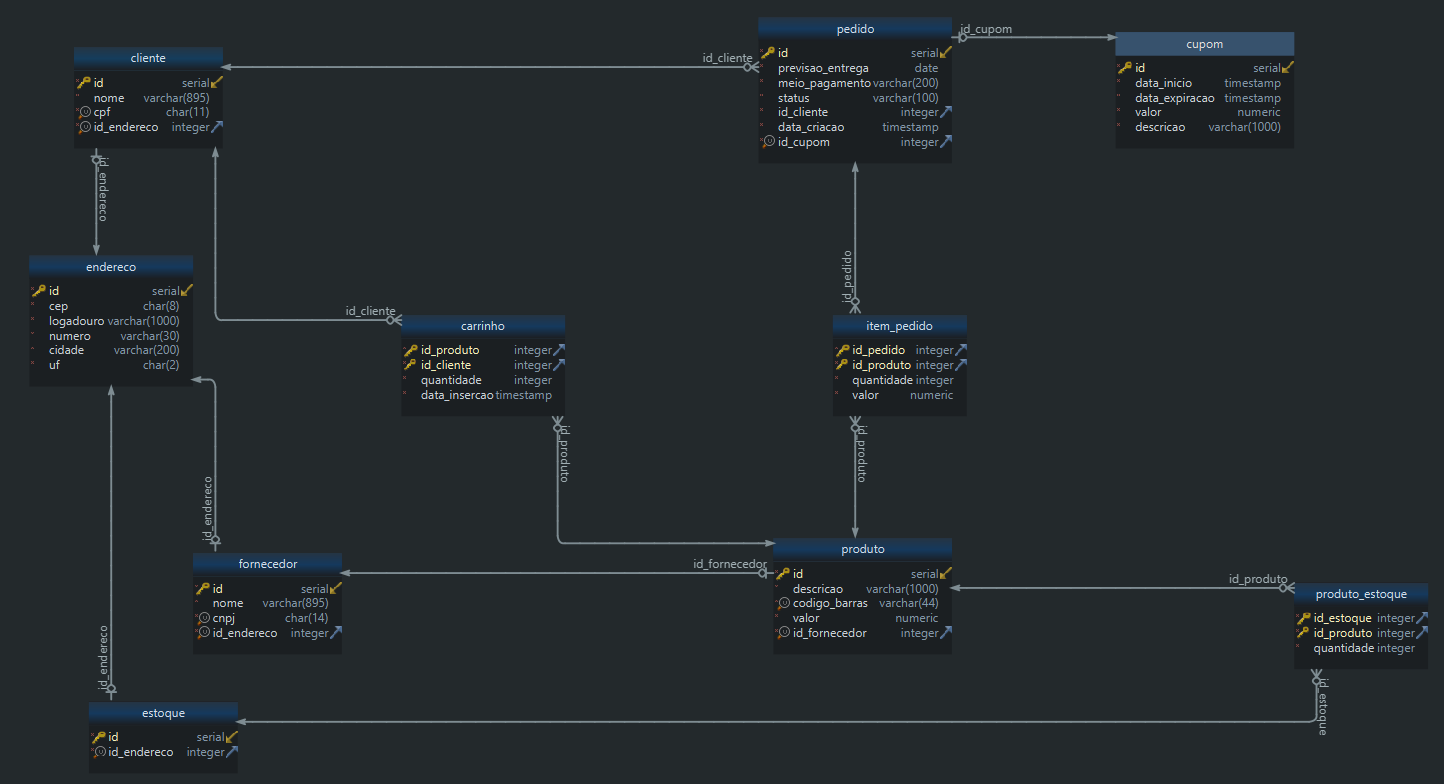 cliente
id serial
nome varchar(895)
cpf char(11)
id_endereco integer
id_cliente
pedido
id serial
previsao_entrega date
meio_pagamento varchar(200)
status varchar(100)
id_cliente integer
data_criacao timestamp
id_cupom integer
id_cupom
cupom
id serial
data_inicio timestamp
data_expiracao timestamp
valor numeric
descricao varchar(1000)
id_endereco
endereco
id serial
cep char(8)
logadouro varchar(1000)
numero varchar(30)
cidade varchar(200)
uf char(2)
id_cliente
carrinho
id_produto integer
id_cliente integer
quantidade integer
data_insercao timestamp
id_pedido
item_pedido
id_pedido integer
id_produto integer
quantidade integer
valor numeric
id_produto
id_produto
id_endereco
fornecedor
id serial
nome varchar(895)
cnpj char(14)
id_endereco integer
id_fornecedor
produto
id serial
descricao varchar(1000)
codigo_barras varchar(44)
valor numeric
id_fornecedor integer
id_produto
produto_estoque
id_estoque integer
id_produto integer
quantidade integer
id_estoque
id_endereco
estoque
id serial
id_endereco integer